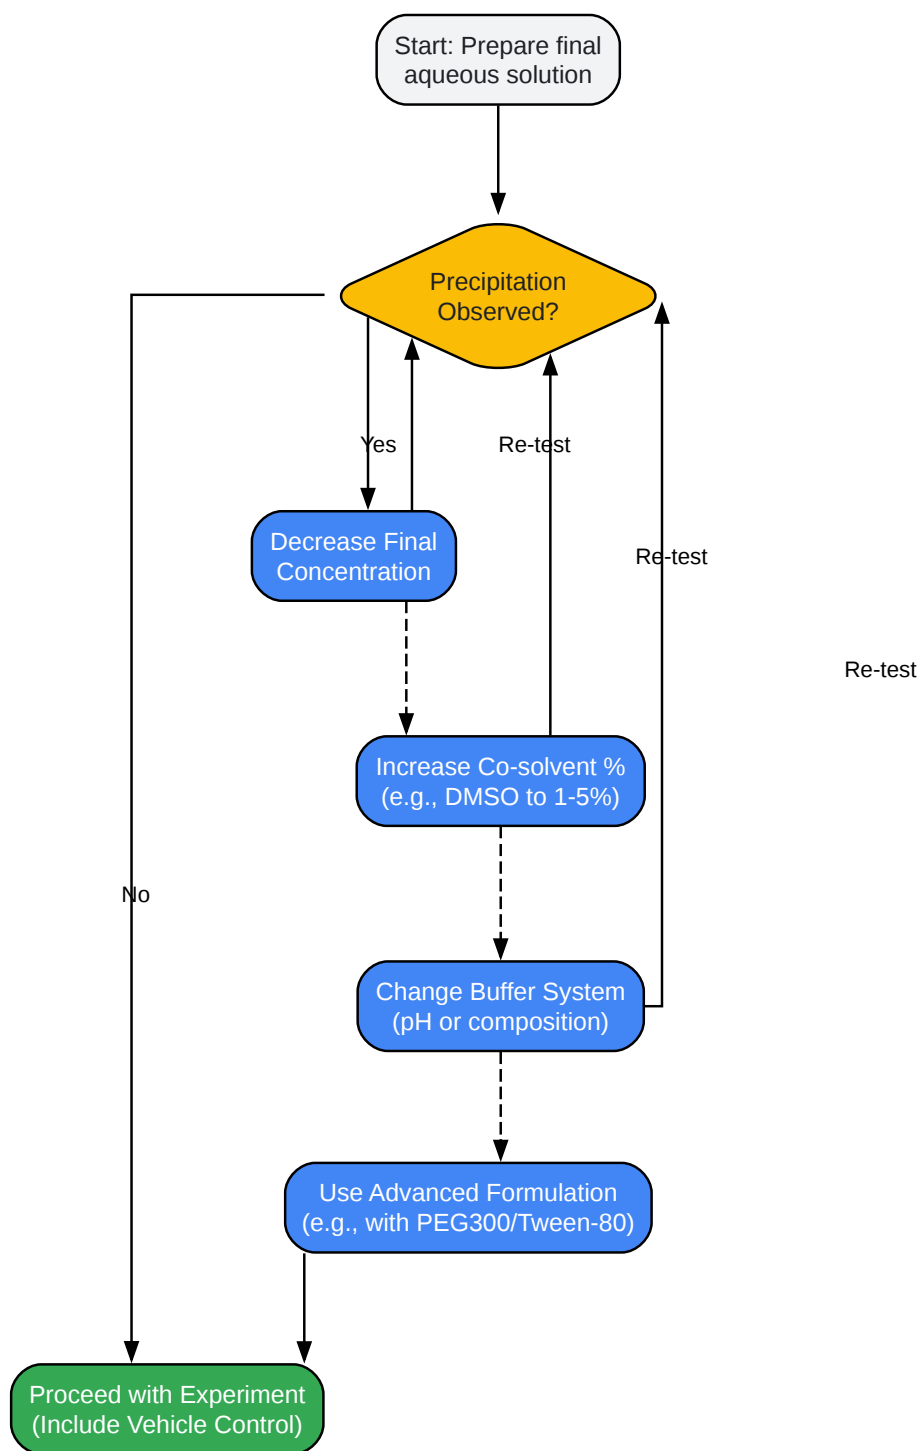 Start: Prepare final
aqueous solution
Precipitation
Observed?
Yes
Re-test
Decrease Final
Concentration
Re-test
Re-test
Increase Co-solvent %
(e.g., DMSO to 1-5%)
No
Change Buffer System
(pH or composition)
Use Advanced Formulation
(e.g., with PEG300/Tween-80)
Proceed with Experiment
(Include Vehicle Control)